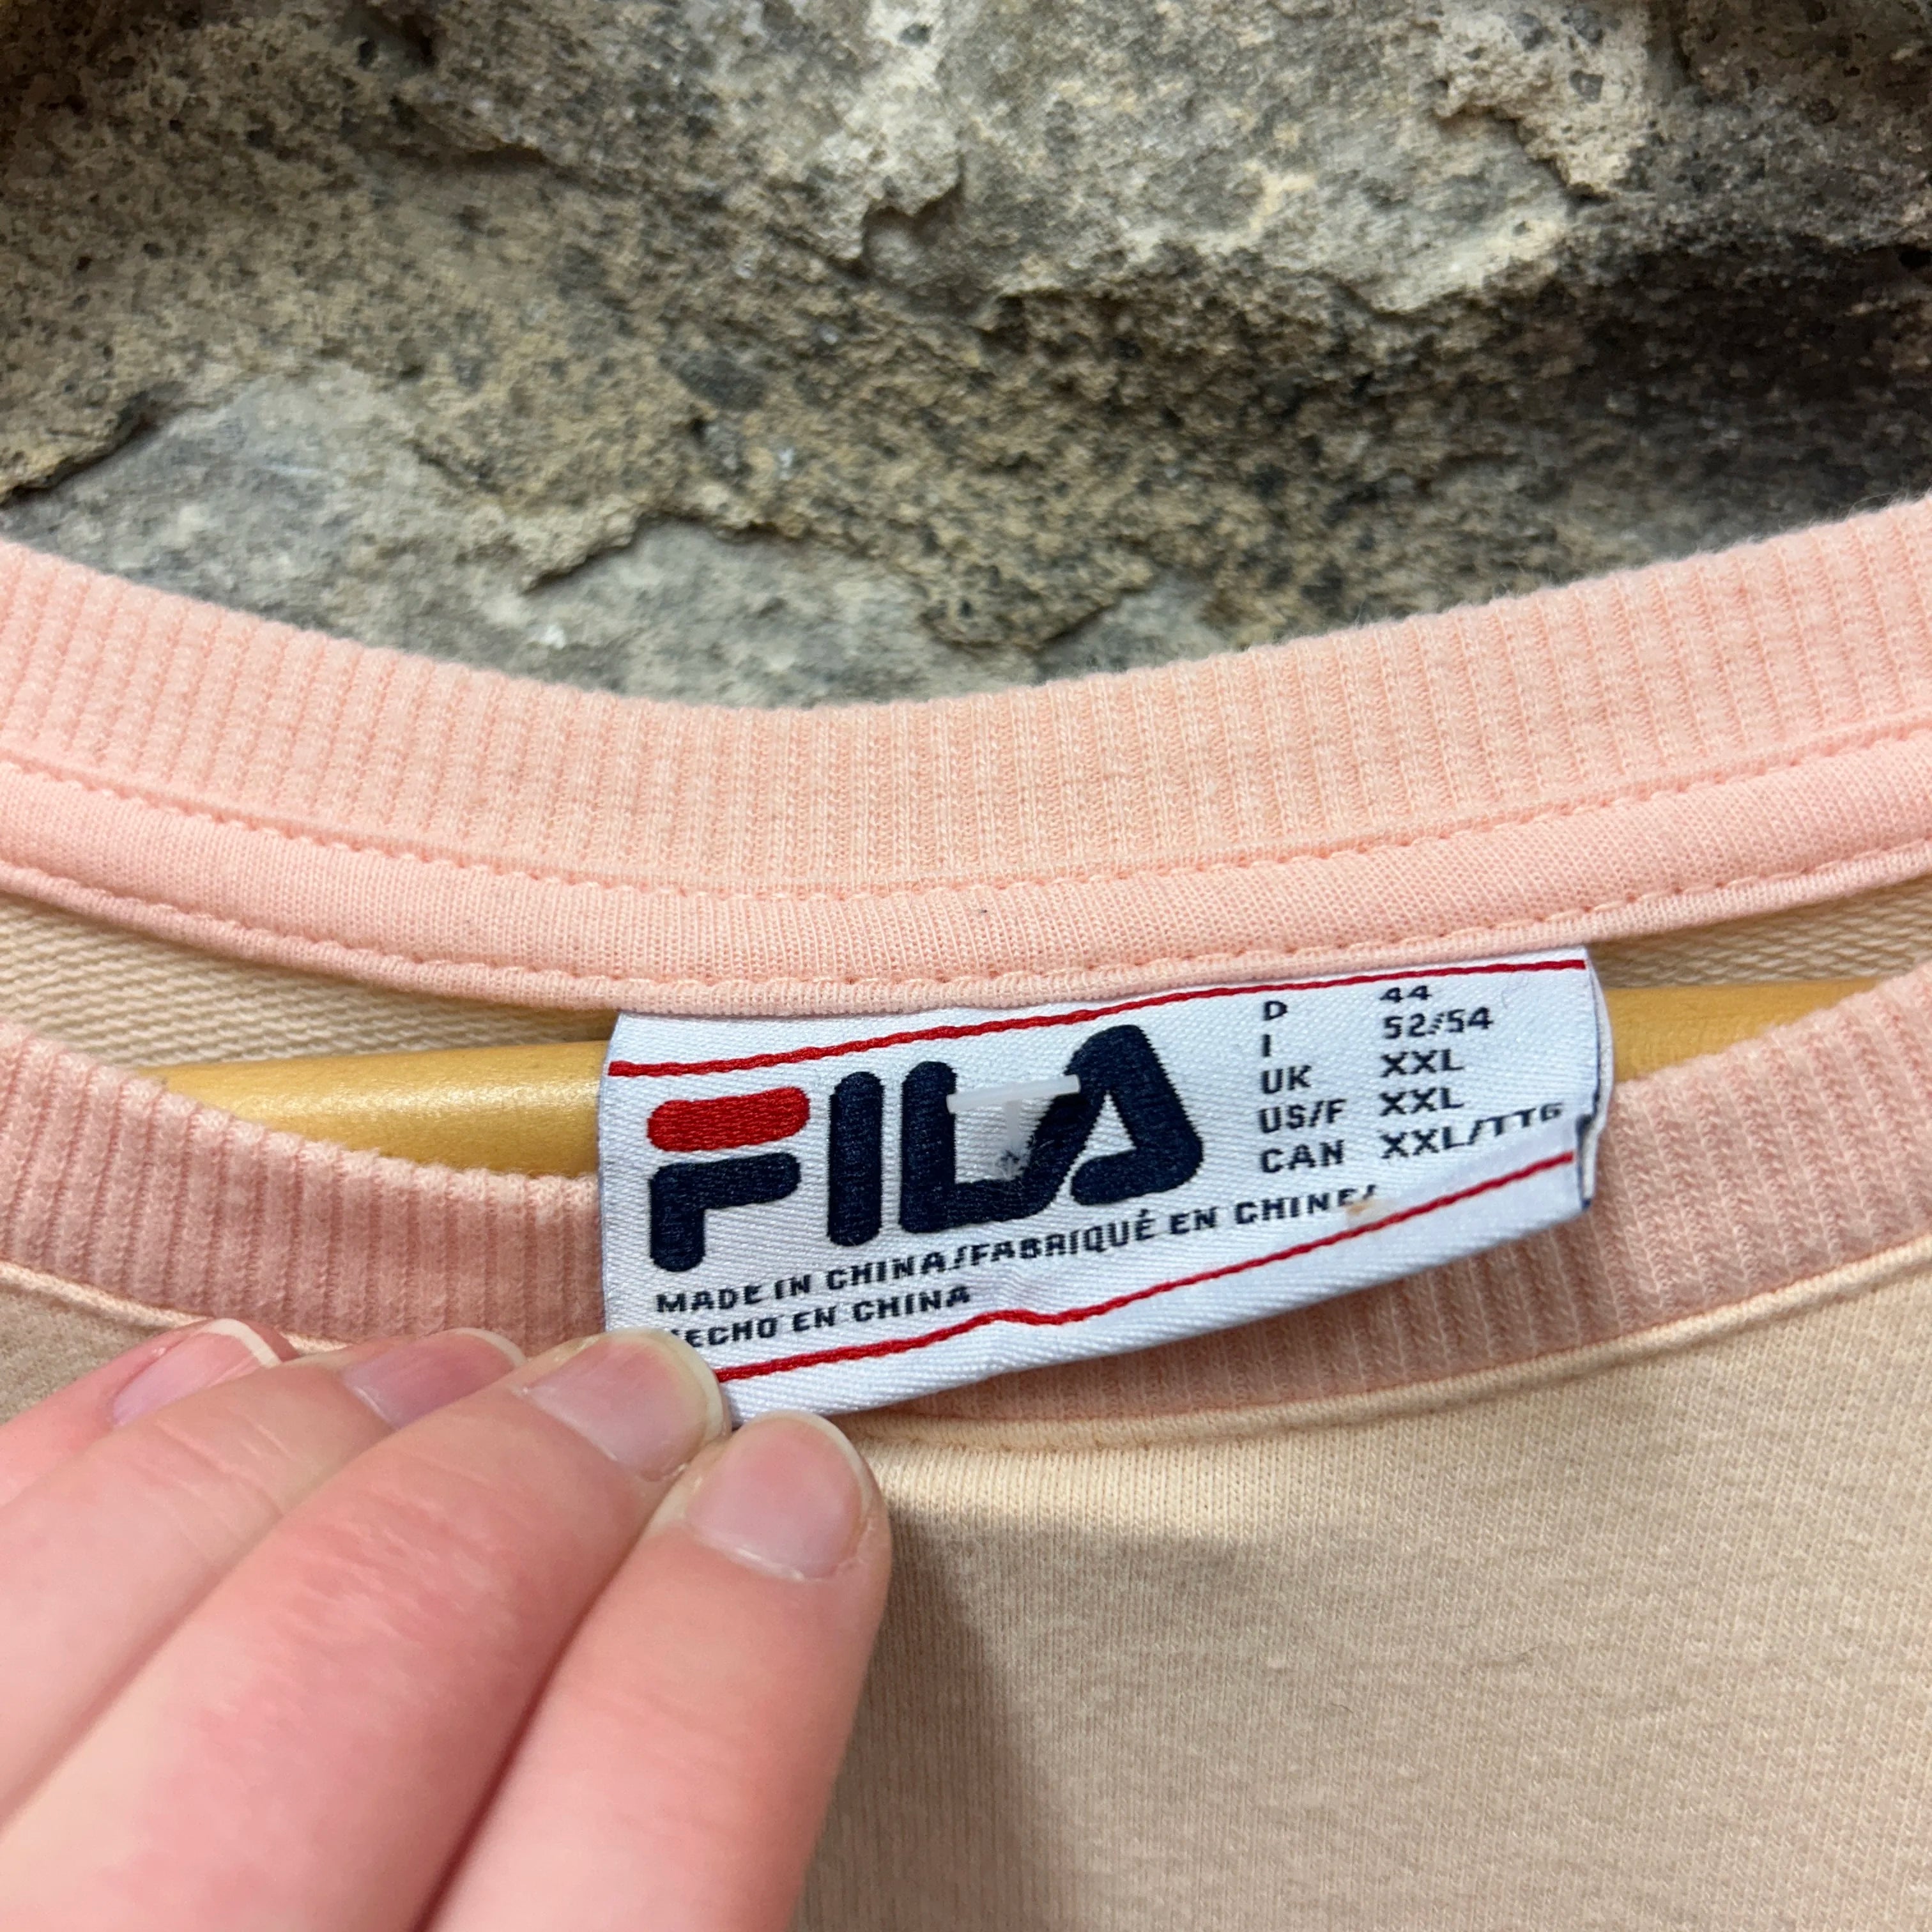 FILA
D 44
I 52/54
UK XXL
US/F XXL
CAN XXL/TTG
MADE IN CHINA/FABRIQUÉ EN CHINE/
HECHO EN CHINA